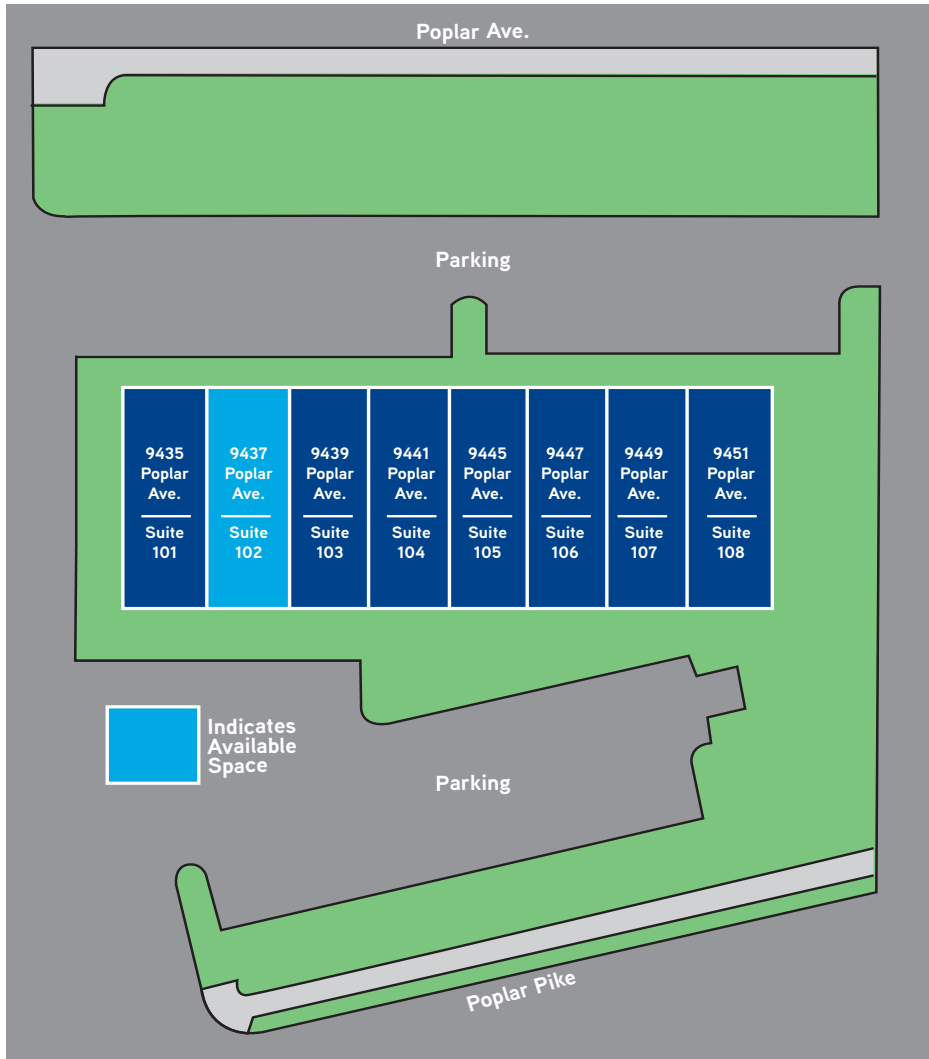 Poplar Ave.
Parking
9435
Poplar
Ave.
Suite
101
9437
Poplar
Ave.
Suite
102
9439
Poplar
Ave.
Suite
103
9441
Poplar
Ave.
Suite
104
9445
Poplar
Ave.
Suite
105
9447
Poplar
Ave.
Suite
106
9449
Poplar
Ave.
Suite
107
9451
Poplar
Ave.
Suite
108
Indicates
Available
Space
Parking
Poplar Pike